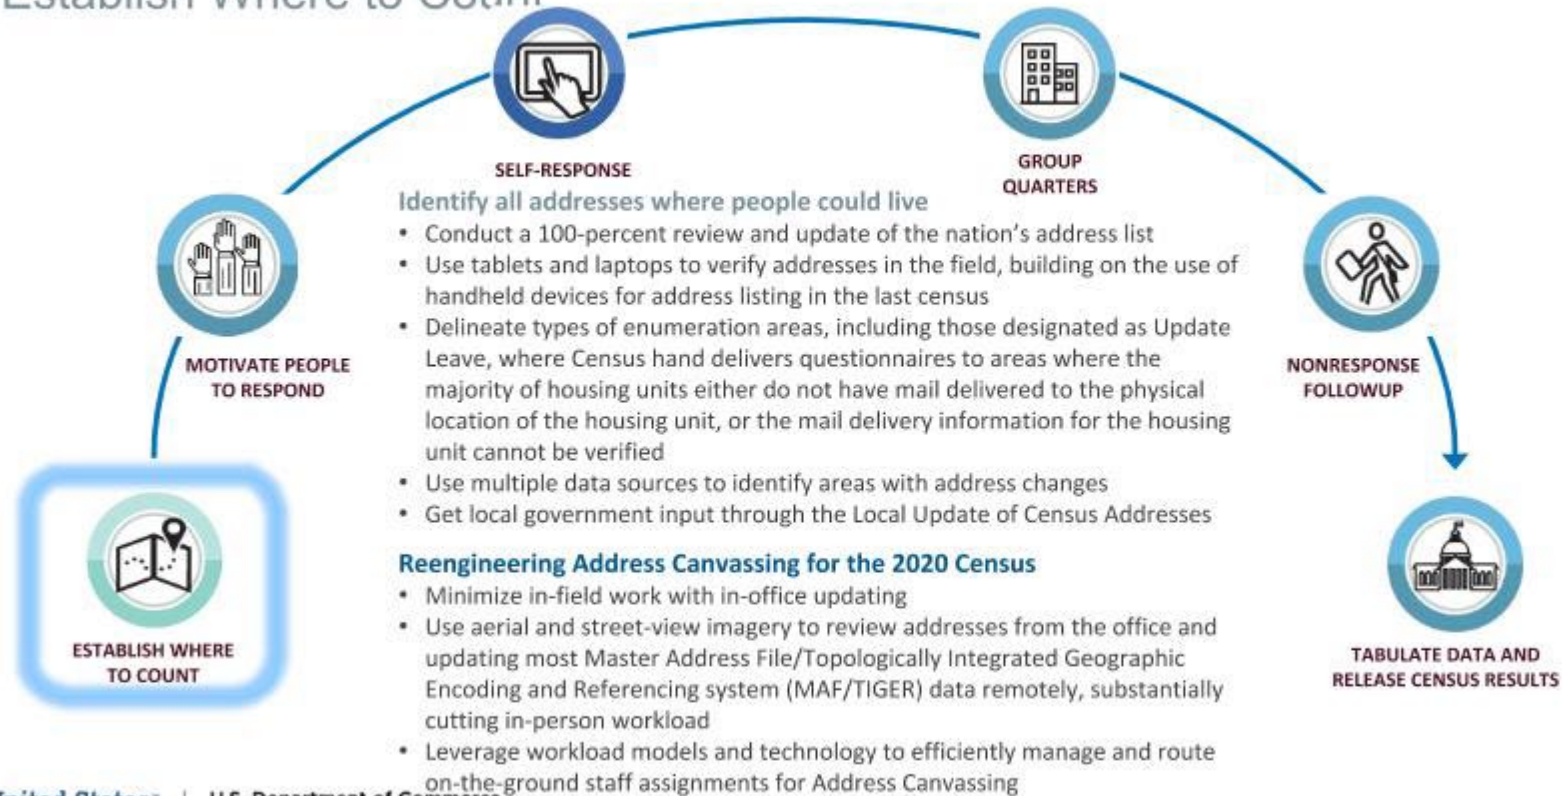 Establish Where to Count
SELF-RESPONSE
GROUP
QUARTERS
MOTIVATE PEOPLE
TO RESPOND
NONRESPONSE
FOLLOWUP
ESTABLISH WHERE
TO COUNT
TABULATE DATA AND
RELEASE CENSUS RESULTS
Identify all addresses where people could live
• Conduct a 100-percent review and update of the nation's address list
• Use tablets and laptops to verify addresses in the field, building on the use of
handheld devices for address listing in the last census
• Delineate types of enumeration areas, including those designated as Update
Leave, where Census hand delivers questionnaires to areas where the
majority of housing units either do not have mail delivered to the physical
location of the housing unit, or the mail delivery information for the housing
unit cannot be verified
• Use multiple data sources to identify areas with address changes
• Get local government input through the Local Update of Census Addresses
Reengineering Address Canvassing for the 2020 Census
• Minimize in-field work with in-office updating
• Use aerial and street-view imagery to review addresses from the office and
updating most Master Address File/Topologically Integrated Geographic
Encoding and Referencing system (MAF/TIGER) data remotely, substantially
cutting in-person workload
• Leverage workload models and technology to efficiently manage and route
on-the-ground staff assignments for Address Canvassing
United States | U.S. Department of Commerce